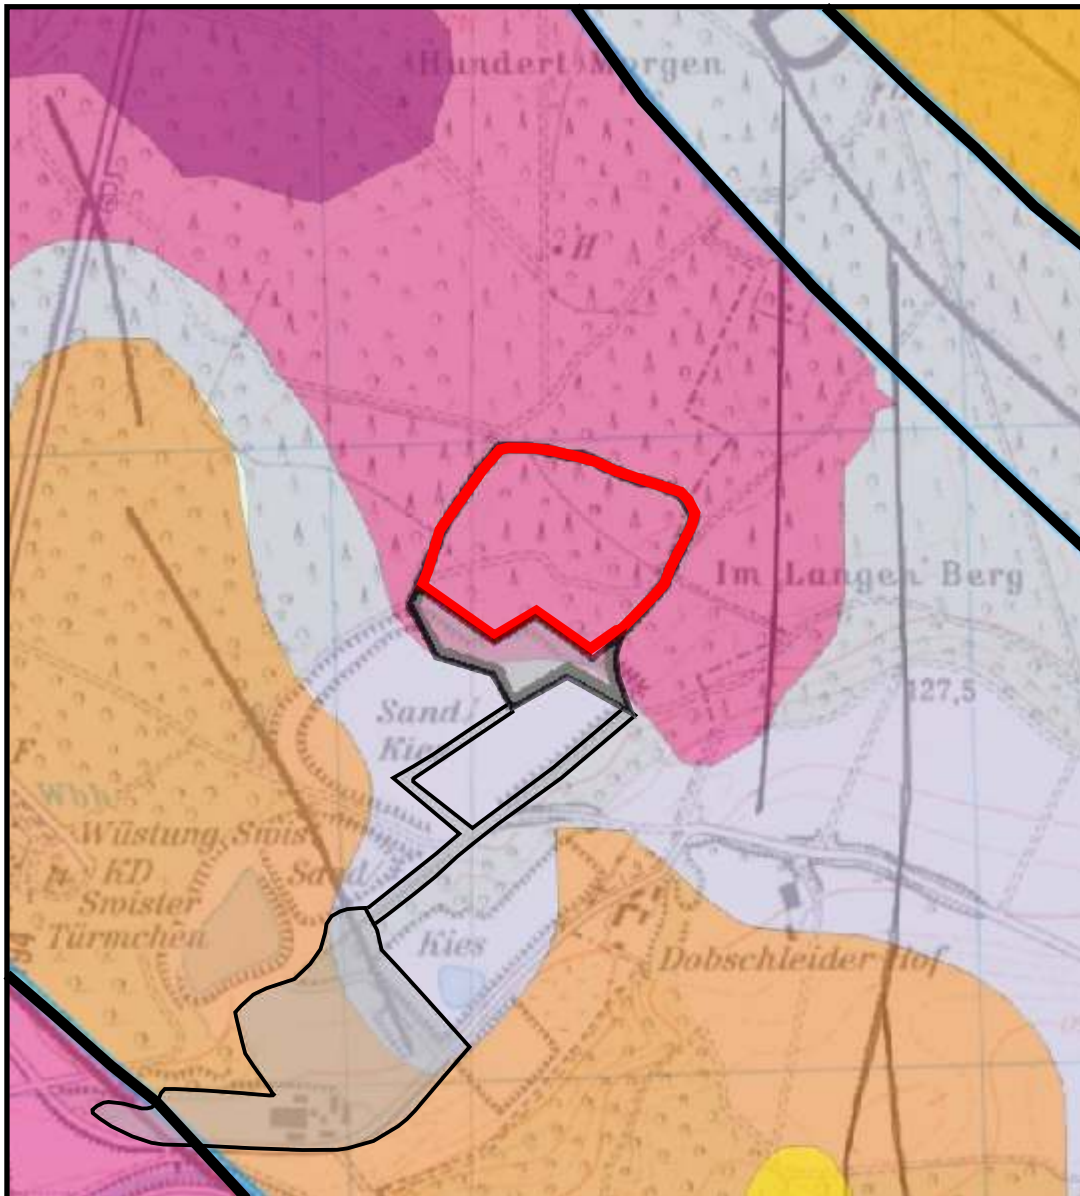 Hundert Morgen
H
Im Langen Berg
127,5
Sand
Kies
F
Wbh
Wüstung Swist
KD
Sand
Swister
Türmchen
Kies
Dobschleider Hof